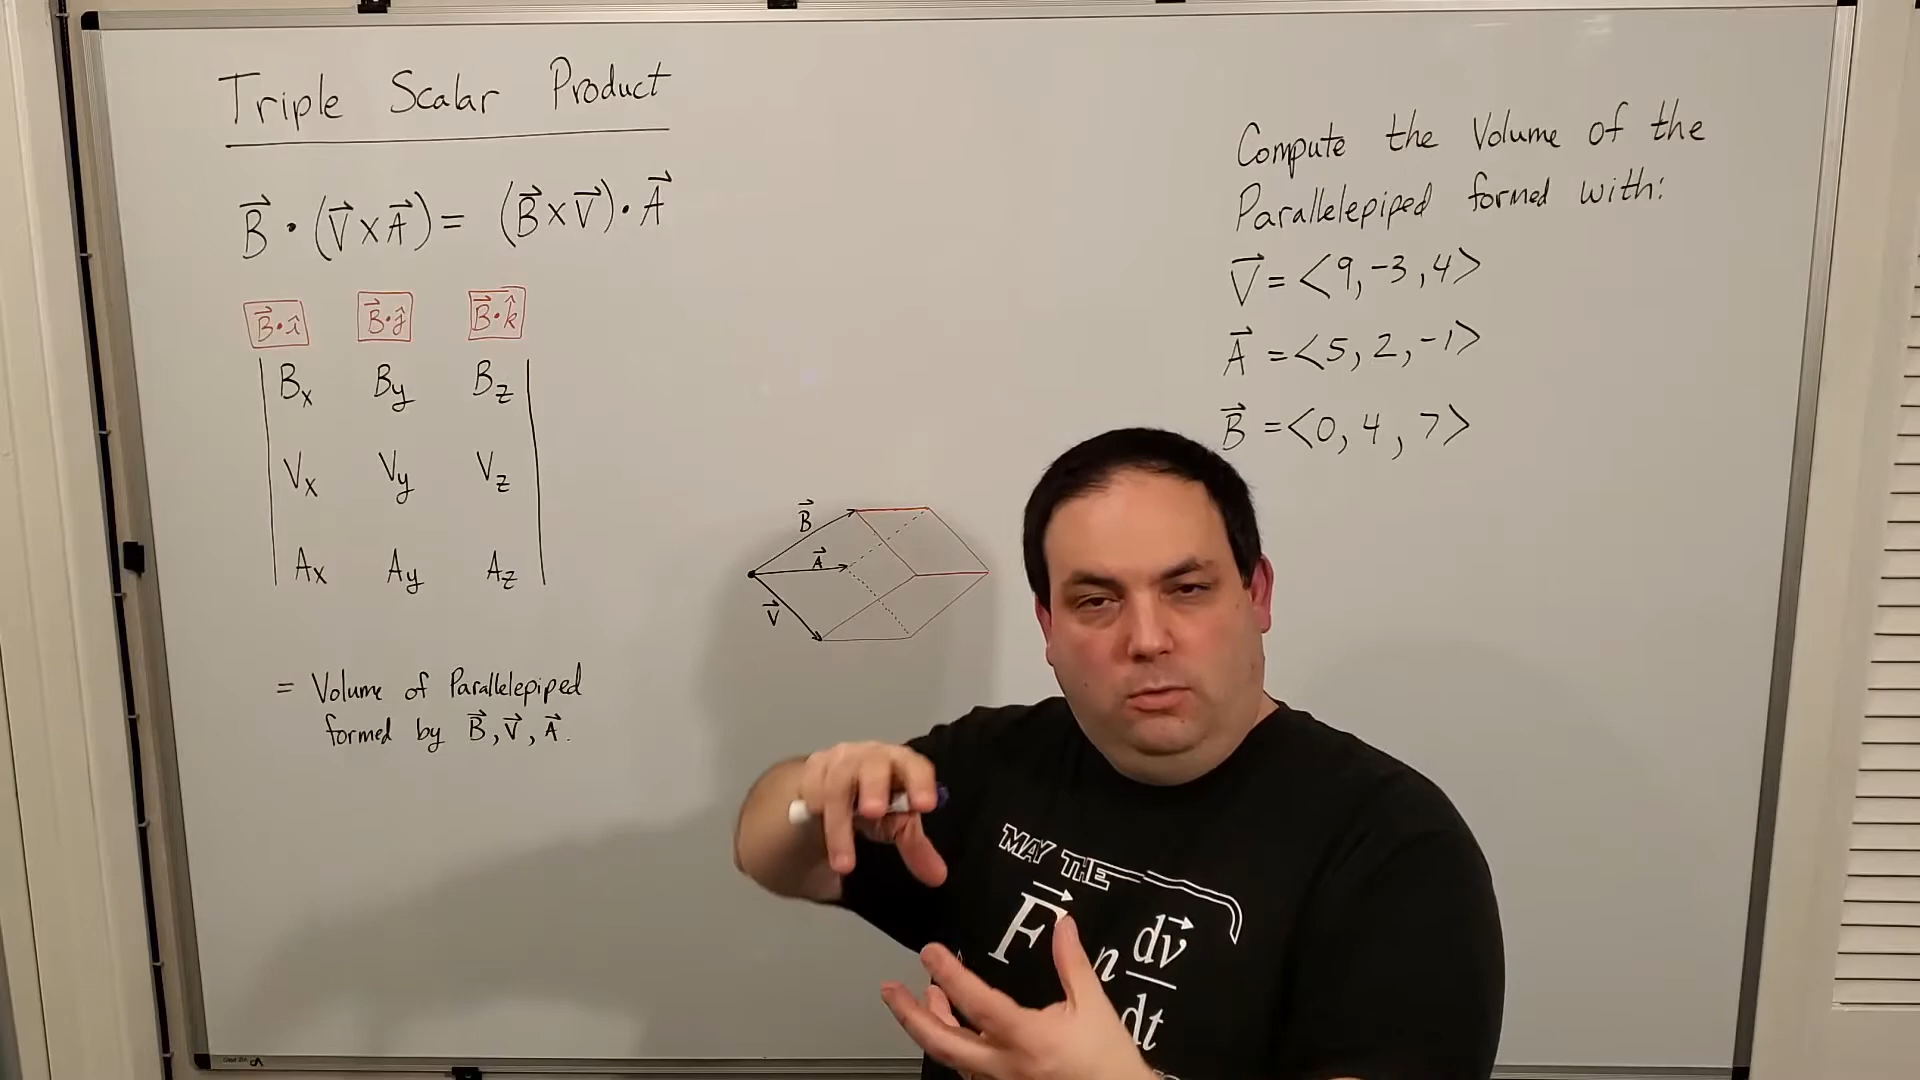 Triple Scalar Product
B⃗ · (V⃗ × A⃗) = (B⃗ × V⃗) · A⃗
B⃗·î B⃗·ĵ B⃗·k̂
Bx By Bz
Vx Vy Vz
Ax Ay Az
= Volume of Parallelepiped
formed by B⃗, V⃗, A⃗.
B⃗
A⃗
V⃗
Compute the Volume of the
Parallelepiped formed with:
V⃗ = <9, -3, 4>
A⃗ = <5, 2, -1>
B⃗ = <0, 4, 7>
MAY THE
F⃗
dv⃗
dt